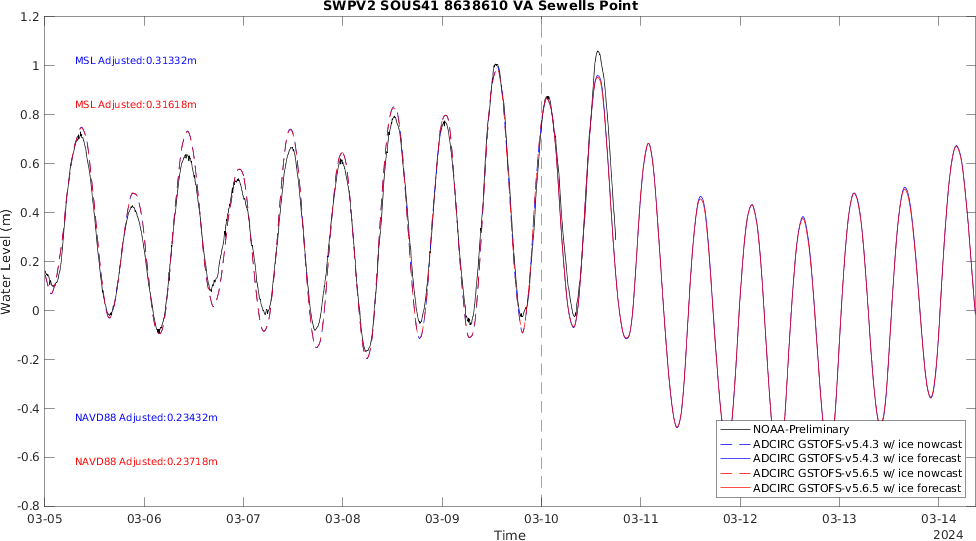 SWPV2 SOUS41 8638610 VA Sewells Point
1.2
1
0.8
0.6
0.4
0.2
0
-0.2
-0.4
-0.6
-0.8
Water Level (m)
MSL Adjusted:0.31332m
MSL Adjusted:0.31618m
NAVD88 Adjusted:0.23432m
NAVD88 Adjusted:0.23718m
NOAA-Preliminary
ADCIRC GSTOFS-v5.4.3 w/ ice nowcast
ADCIRC GSTOFS-v5.4.3 w/ ice forecast
ADCIRC GSTOFS-v5.6.5 w/ ice nowcast
ADCIRC GSTOFS-v5.6.5 w/ ice forecast
03-05 03-06 03-07 03-08 03-09 03-10 03-11 03-12 03-13 03-14
Time
2024